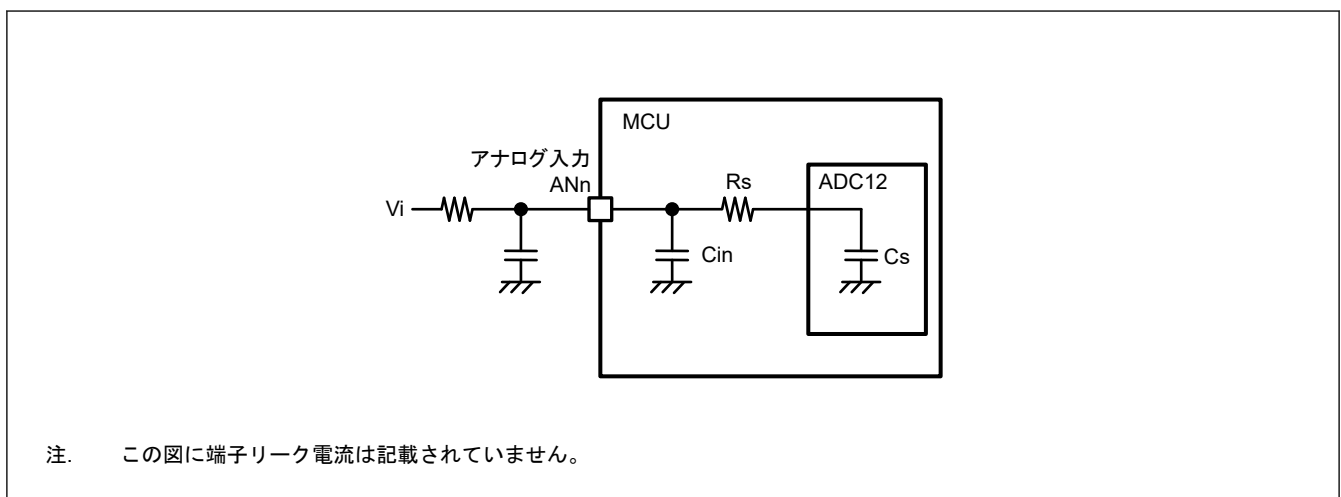 MCU
アナログ入力
ANn
Rs
ADC12
Vi
Cin
Cs
注. この図に端子リーク電流は記載されていません。